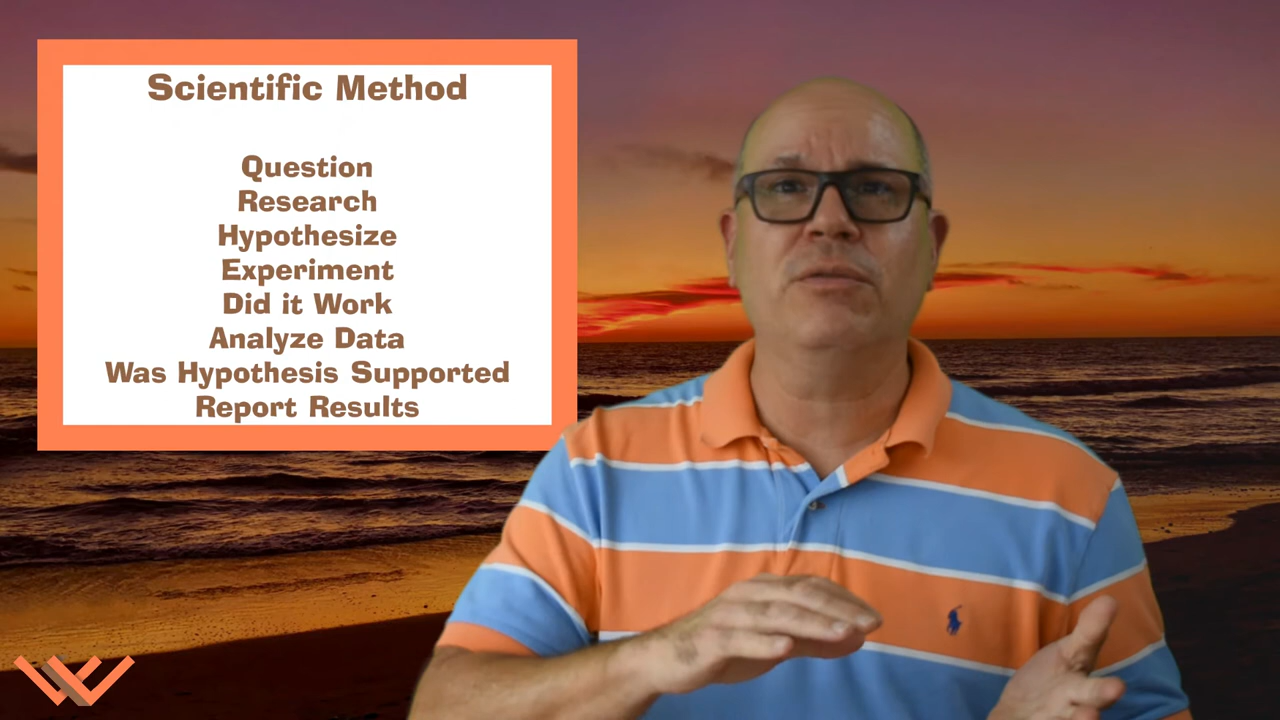 Scientific Method
Question
Research
Hypothesize
Experiment
Did it Work
Analyze Data
Was Hypothesis Supported
Report Results